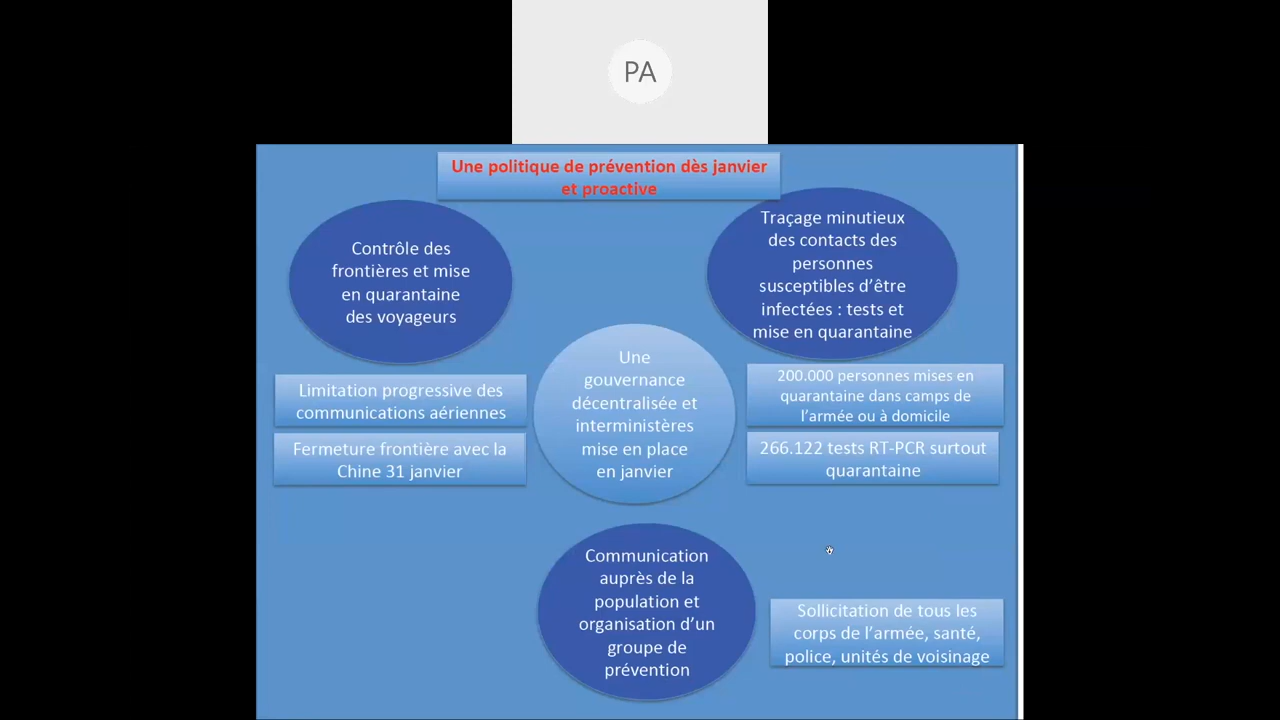 PA
Une politique de prévention dès janvier
et proactive
Contrôle des
frontières et mise
en quarantaine
des voyageurs
Traçage minutieux
des contacts des
personnes
susceptibles d’être
infectées : tests et
mise en quarantaine
Limitation progressive des
communications aériennes
Fermeture frontière avec la
Chine 31 janvier
Une
gouvernance
décentralisée et
interministères
mise en place
en janvier
200.000 personnes mises en
quarantaine dans camps de
l’armée ou à domicile
266.122 tests RT-PCR surtout
quarantaine
Communication
auprès de la
population et
organisation d’un
groupe de
prévention
Sollicitation de tous les
corps de l’armée, santé,
police, unités de voisinage